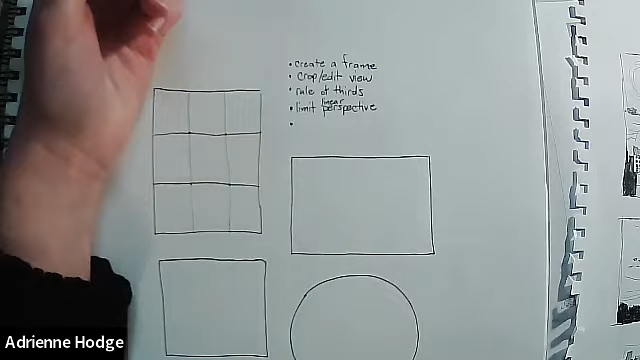 • create a frame
• crop/edit view
• rule of thirds
• limit linear perspective
•
Adrienne Hodge